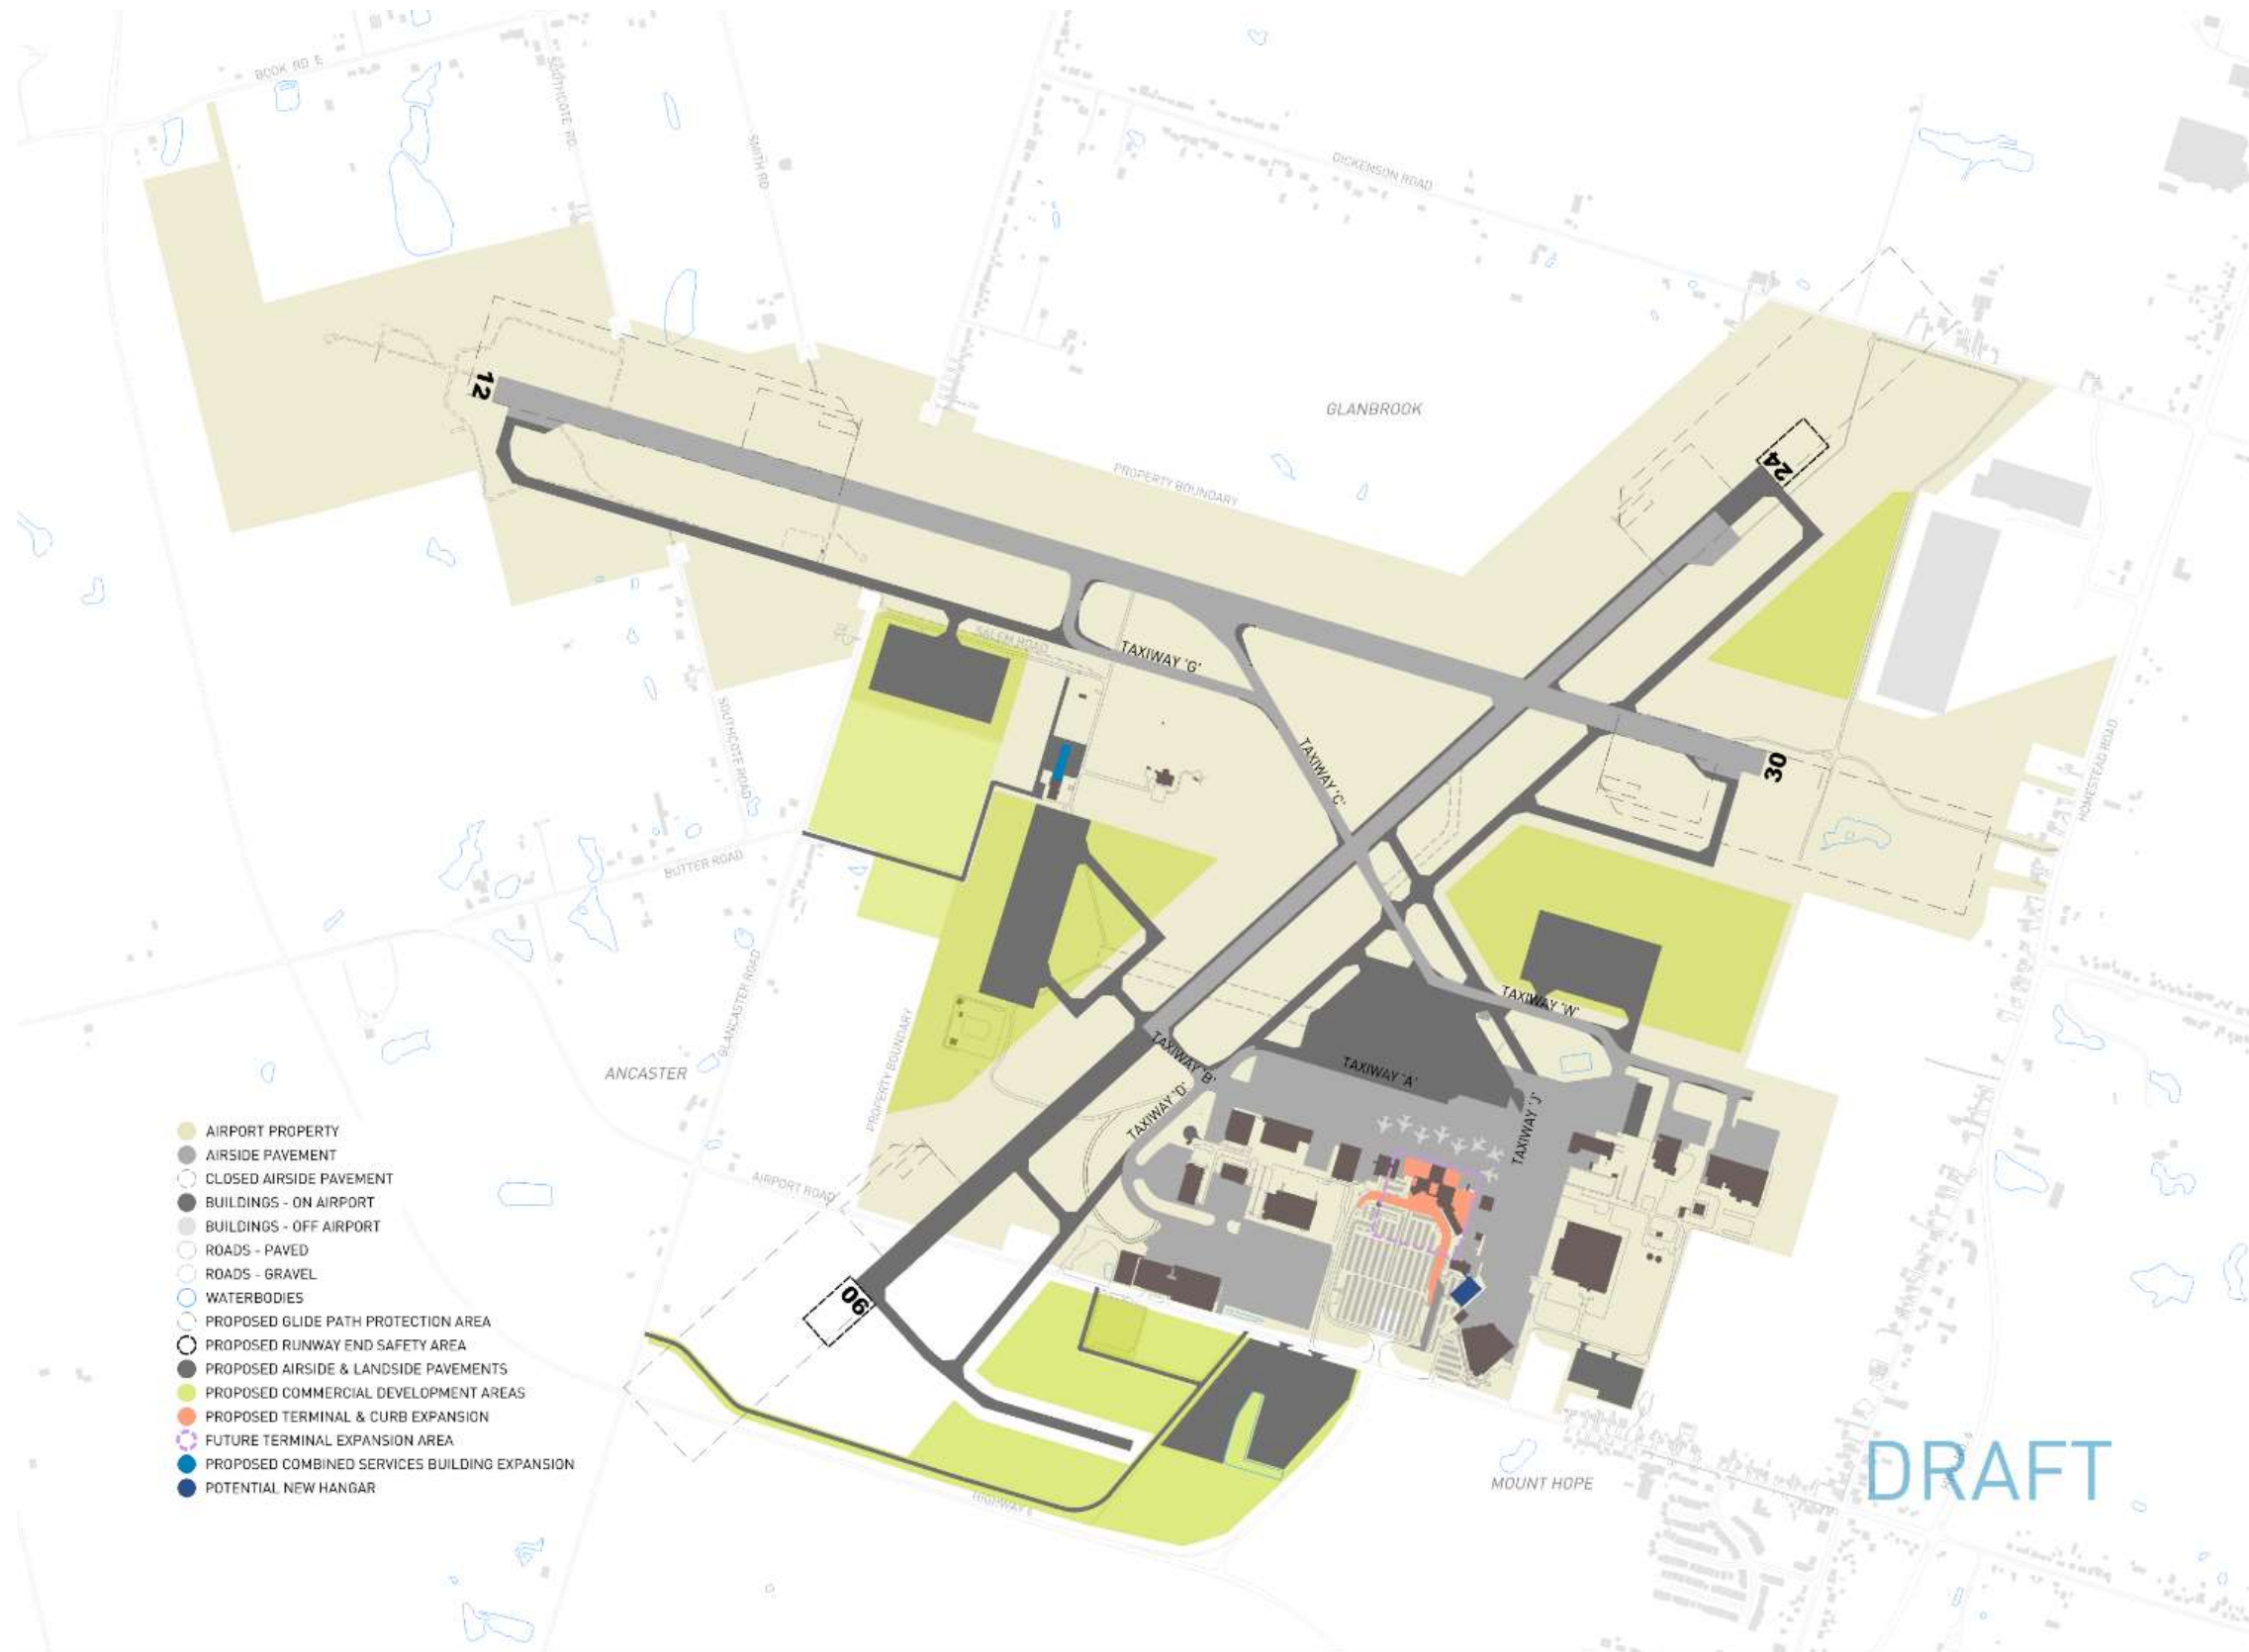 BOOK RD E
SOUTHCOTE RD.
SMITH RD
DICKENSON ROAD
GLANBROOK
12
24
PROPERTY BOUNDARY
SALEM ROAD
TAXIWAY 'G'
TAXIWAY 'C'
30
HOMESTEAD ROAD
SOUTHCOTE ROAD
BUTTER ROAD
GLANCASTER ROAD
PROPERTY BOUNDARY
TAXIWAY 'W'
TAXIWAY 'B'
TAXIWAY 'A'
TAXIWAY 'D'
TAXIWAY 'J'
ANCASTER
AIRPORT ROAD
06
AIRPORT PROPERTY
AIRSIDE PAVEMENT
CLOSED AIRSIDE PAVEMENT
BUILDINGS - ON AIRPORT
BUILDINGS - OFF AIRPORT
ROADS - PAVED
ROADS - GRAVEL
WATERBODIES
PROPOSED GLIDE PATH PROTECTION AREA
PROPOSED RUNWAY END SAFETY AREA
PROPOSED AIRSIDE & LANDSIDE PAVEMENTS
PROPOSED COMMERCIAL DEVELOPMENT AREAS
PROPOSED TERMINAL & CURB EXPANSION
FUTURE TERMINAL EXPANSION AREA
PROPOSED COMBINED SERVICES BUILDING EXPANSION
POTENTIAL NEW HANGAR
HIGHWAY 6
MOUNT HOPE
DRAFT